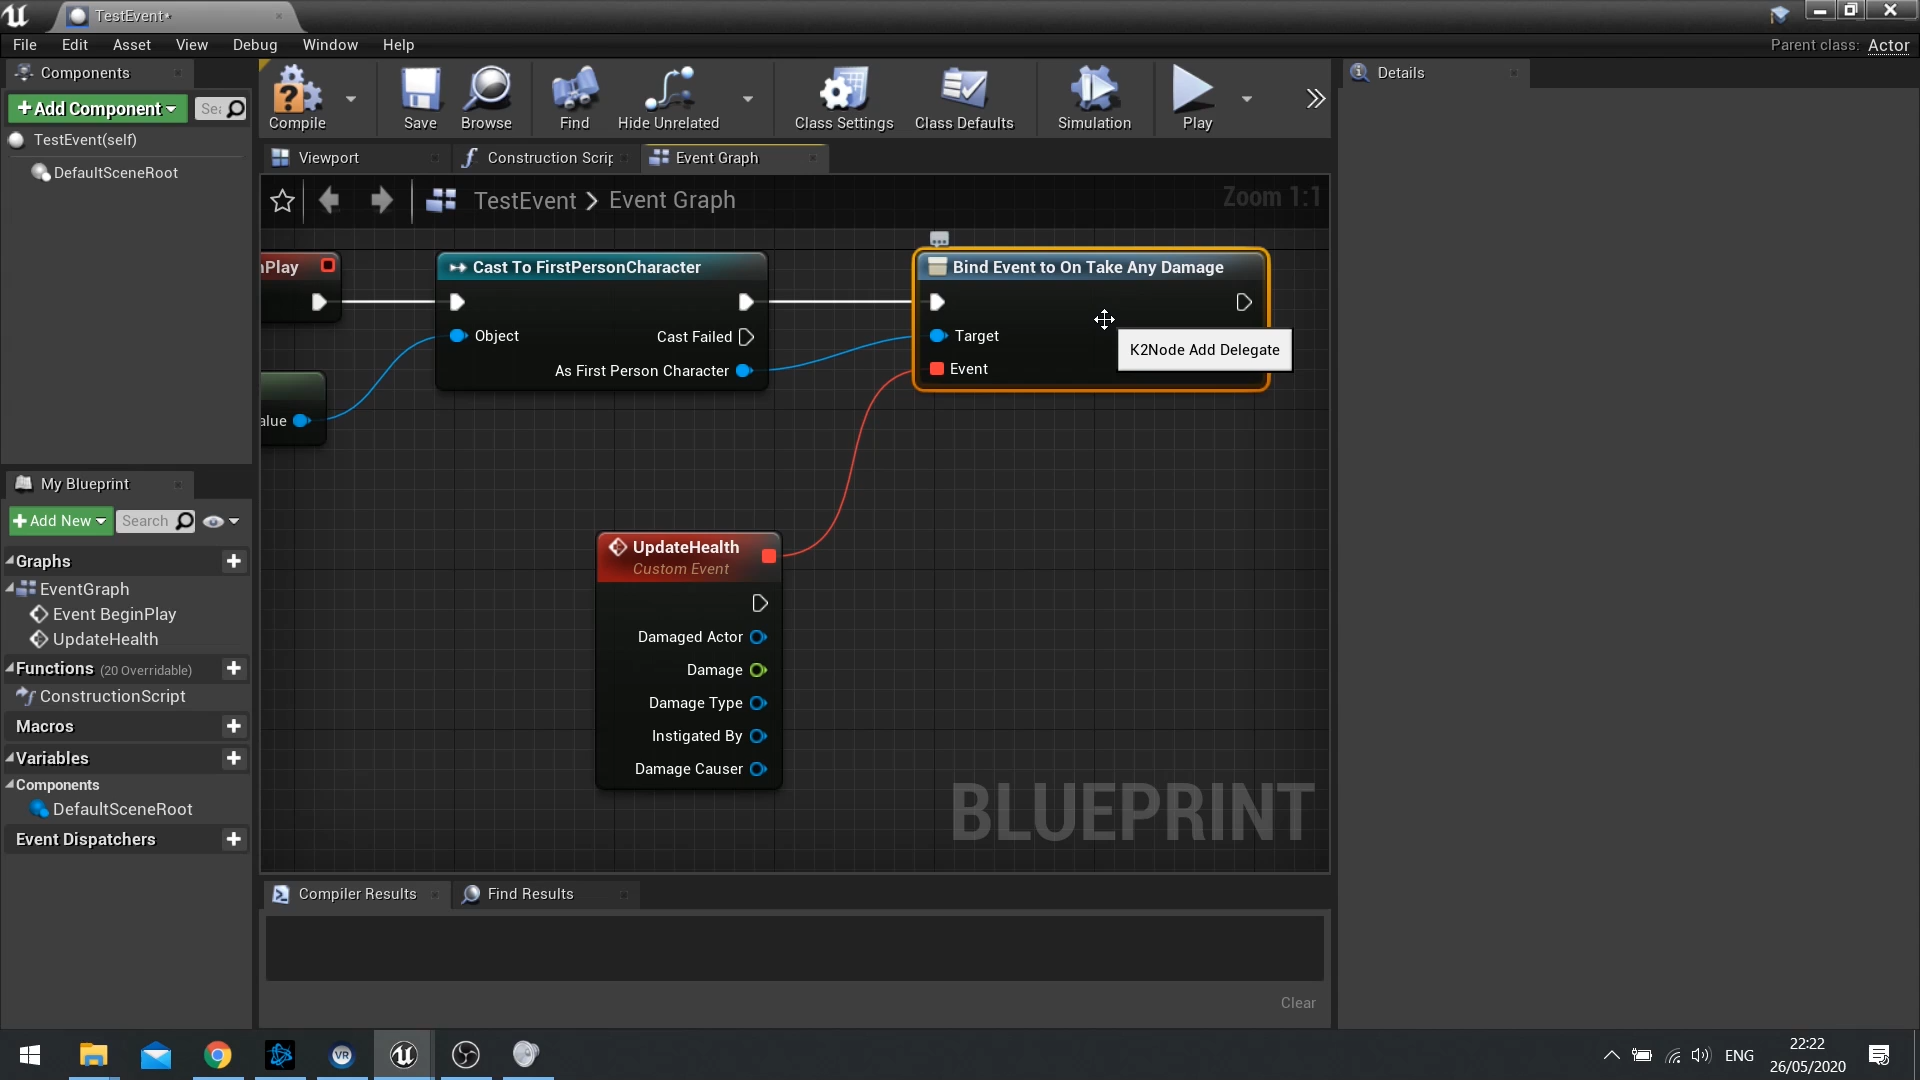 TestEvent*
File Edit Asset View Debug Window Help
Parent class: Actor
Components
+Add Component
Sea
TestEvent(self)
DefaultSceneRoot
Compile
Save
Browse
Find
Hide Unrelated
Class Settings
Class Defaults
Simulation
Play
Details
Viewport
Construction Scrip
Event Graph
TestEvent > Event Graph
Zoom 1:1
nPlay
Cast To FirstPersonCharacter
Object
Cast Failed
As First Person Character
alue
Bind Event to On Take Any Damage
Target
Event
K2Node Add Delegate
UpdateHealth
Custom Event
Damaged Actor
Damage
Damage Type
Instigated By
Damage Causer
BLUEPRINT
My Blueprint
+Add New
Search
Graphs
EventGraph
Event BeginPlay
UpdateHealth
Functions (20 Overridable)
ConstructionScript
Macros
Variables
Components
DefaultSceneRoot
Event Dispatchers
Compiler Results
Find Results
Clear
VR
ENG
22:22
26/05/2020